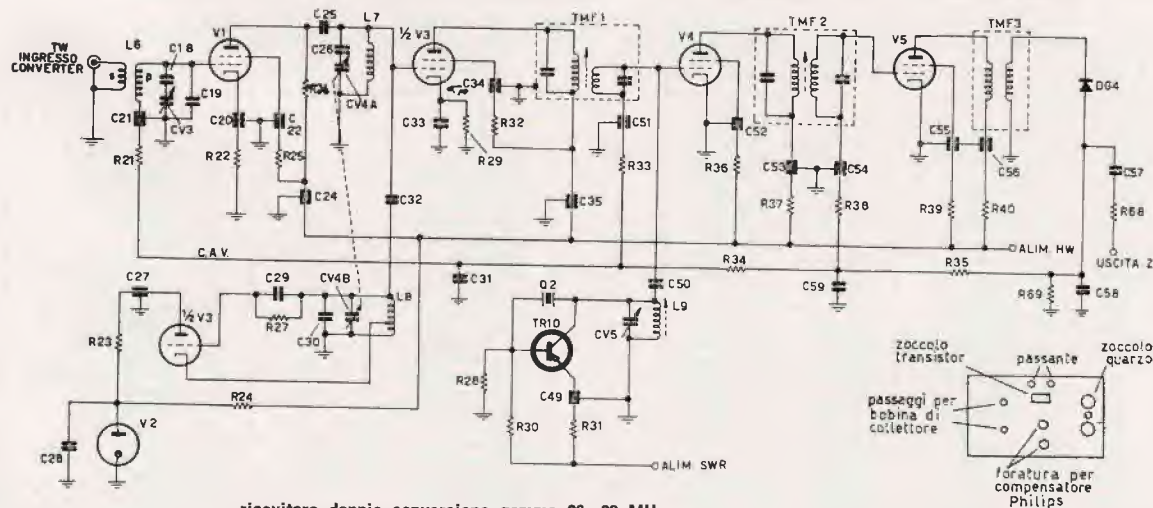 TW
INGRESSO
CONVERTER
L6
s
p
C18
C19
CV3
C21
R21
V1
C20
R22
C
22
R25
C24
C25
L7
C26
CV4A
C32
½ V3
C33
R29
C34
R32
TMF1
C51
R33
C35
V4
C52
R36
TMF2
C53
C54
R37
R38
V5
TMF3
C55
C56
R39
R40
DG4
C57
R68
USCITA Z
ALIM. HW
C.A.V.
C31
R34
R35
C59
R69
C58
C27
½ V3
R23
C29
R27
C30
CV4B
L8
R24
V2
C28
C50
Q2
TR10
CV5
L9
R28
C49
R30
R31
ALIM. SWR
zoccolo
transistor
passante
zoccolo
quarzo
passaggi per
bobina di
collettore
foratura per
compensatore
Philips